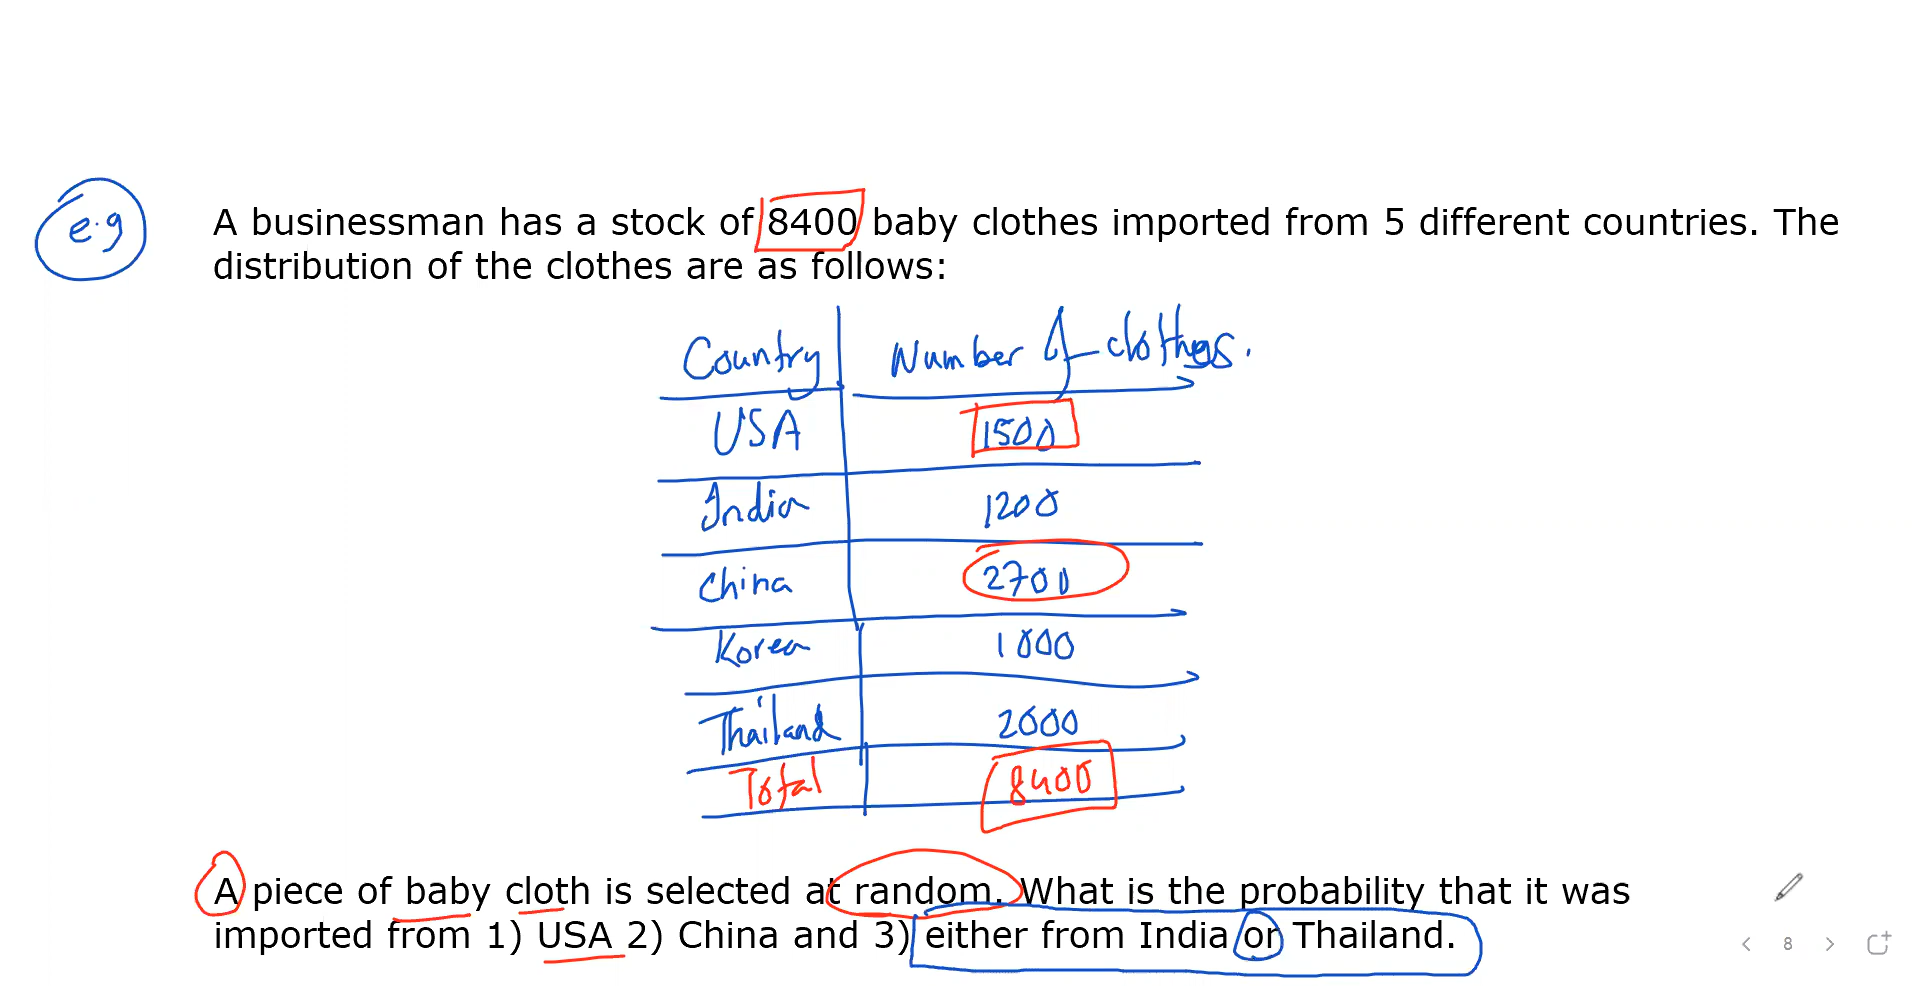 e.g
A businessman has a stock of 8400 baby clothes imported from 5 different countries. The
distribution of the clothes are as follows:
Country Number of clothes.
USA 1500
India 1200
China 2700
Korea 1000
Thailand 2000
Total 8400
A piece of baby cloth is selected at random. What is the probability that it was
imported from 1) USA 2) China and 3) either from India or Thailand.
8